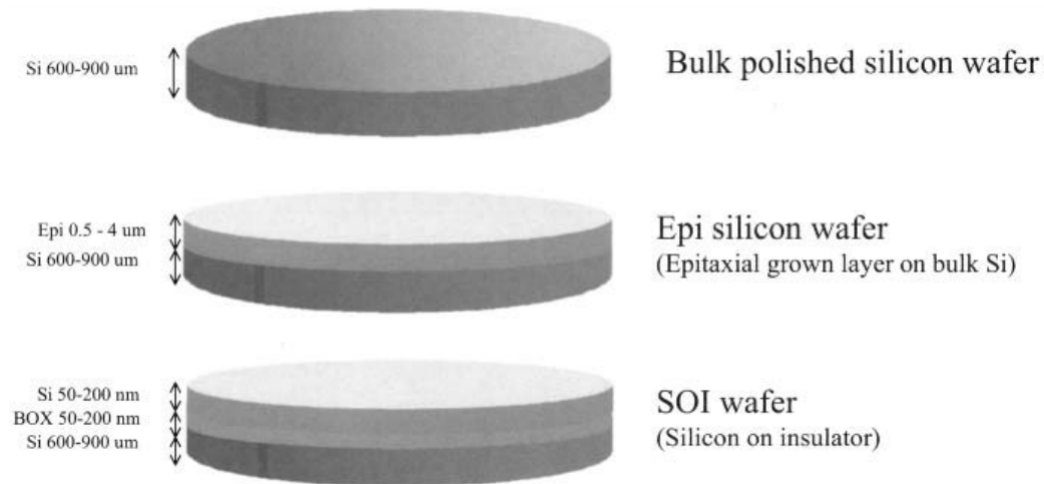 Si 600-900 um
Bulk polished silicon wafer
Epi 0.5 - 4 um
Si 600-900 um
Epi silicon wafer
(Epitaxial grown layer on bulk Si)
Si 50-200 nm
BOX 50-200 nm
Si 600-900 um
SOI wafer
(Silicon on insulator)